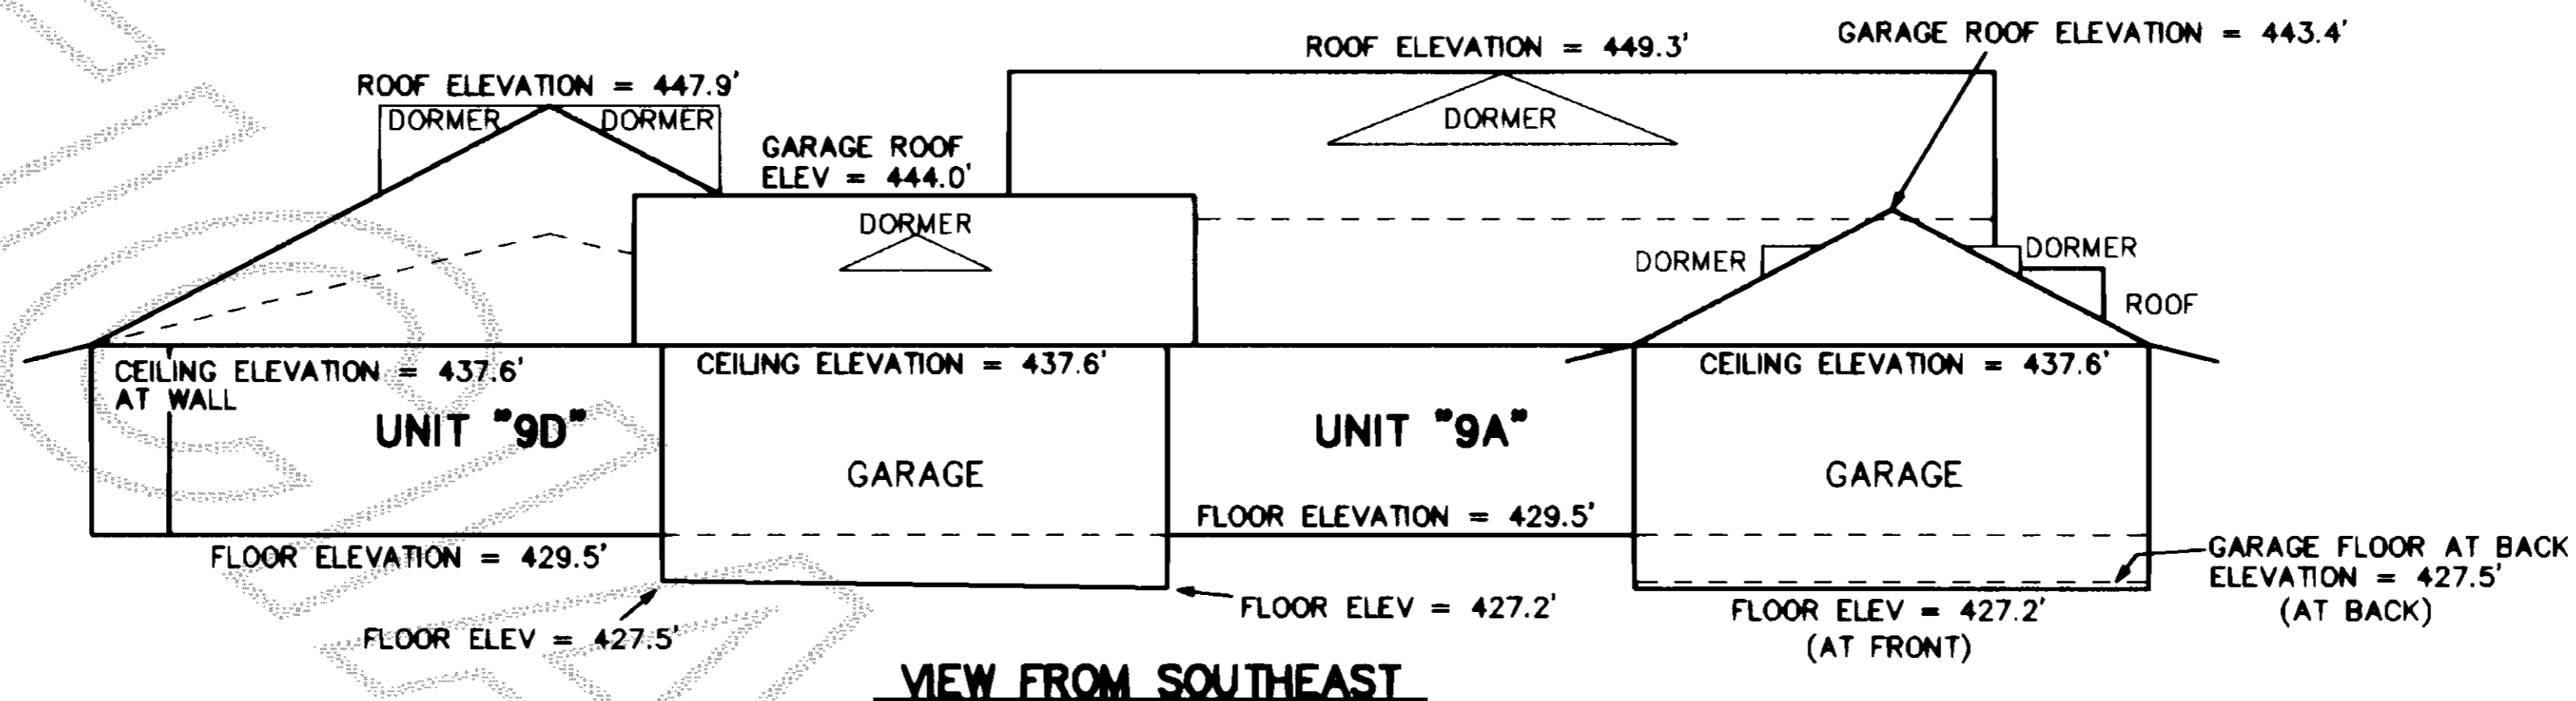 GARAGE ROOF ELEVATION = 443.4'
ROOF ELEVATION = 449.3'
ROOF ELEVATION = 447.9'
DORMER
DORMER
DORMER
GARAGE ROOF
ELEV = 444.0'
DORMER
DORMER
DORMER
ROOF
CEILING ELEVATION = 437.6'
AT WALL
CEILING ELEVATION = 437.6'
CEILING ELEVATION = 437.6'
UNIT "9D"
UNIT "9A"
GARAGE
GARAGE
FLOOR ELEVATION = 429.5'
FLOOR ELEVATION = 429.5'
GARAGE FLOOR AT BACK
ELEVATION = 427.5'
(AT BACK)
FLOOR ELEV = 427.5'
FLOOR ELEV = 427.2'
FLOOR ELEV = 427.2'
(AT FRONT)
VIEW FROM SOUTHEAST